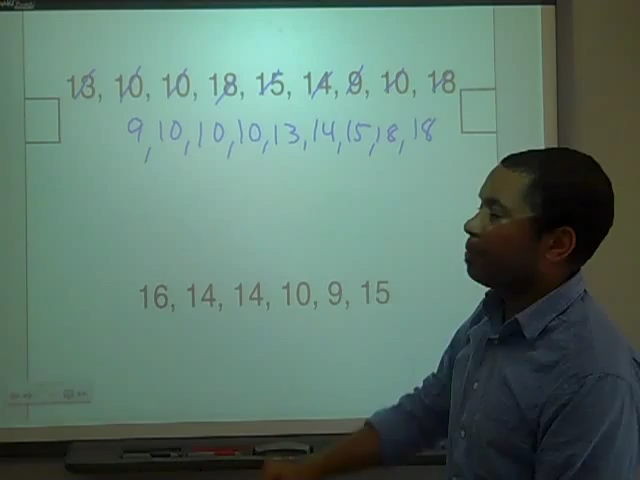 13, 10, 10, 18, 15, 14, 9, 10, 18
9, 10, 10, 10, 13, 14, 15, 18, 18
16, 14, 14, 10, 9, 15